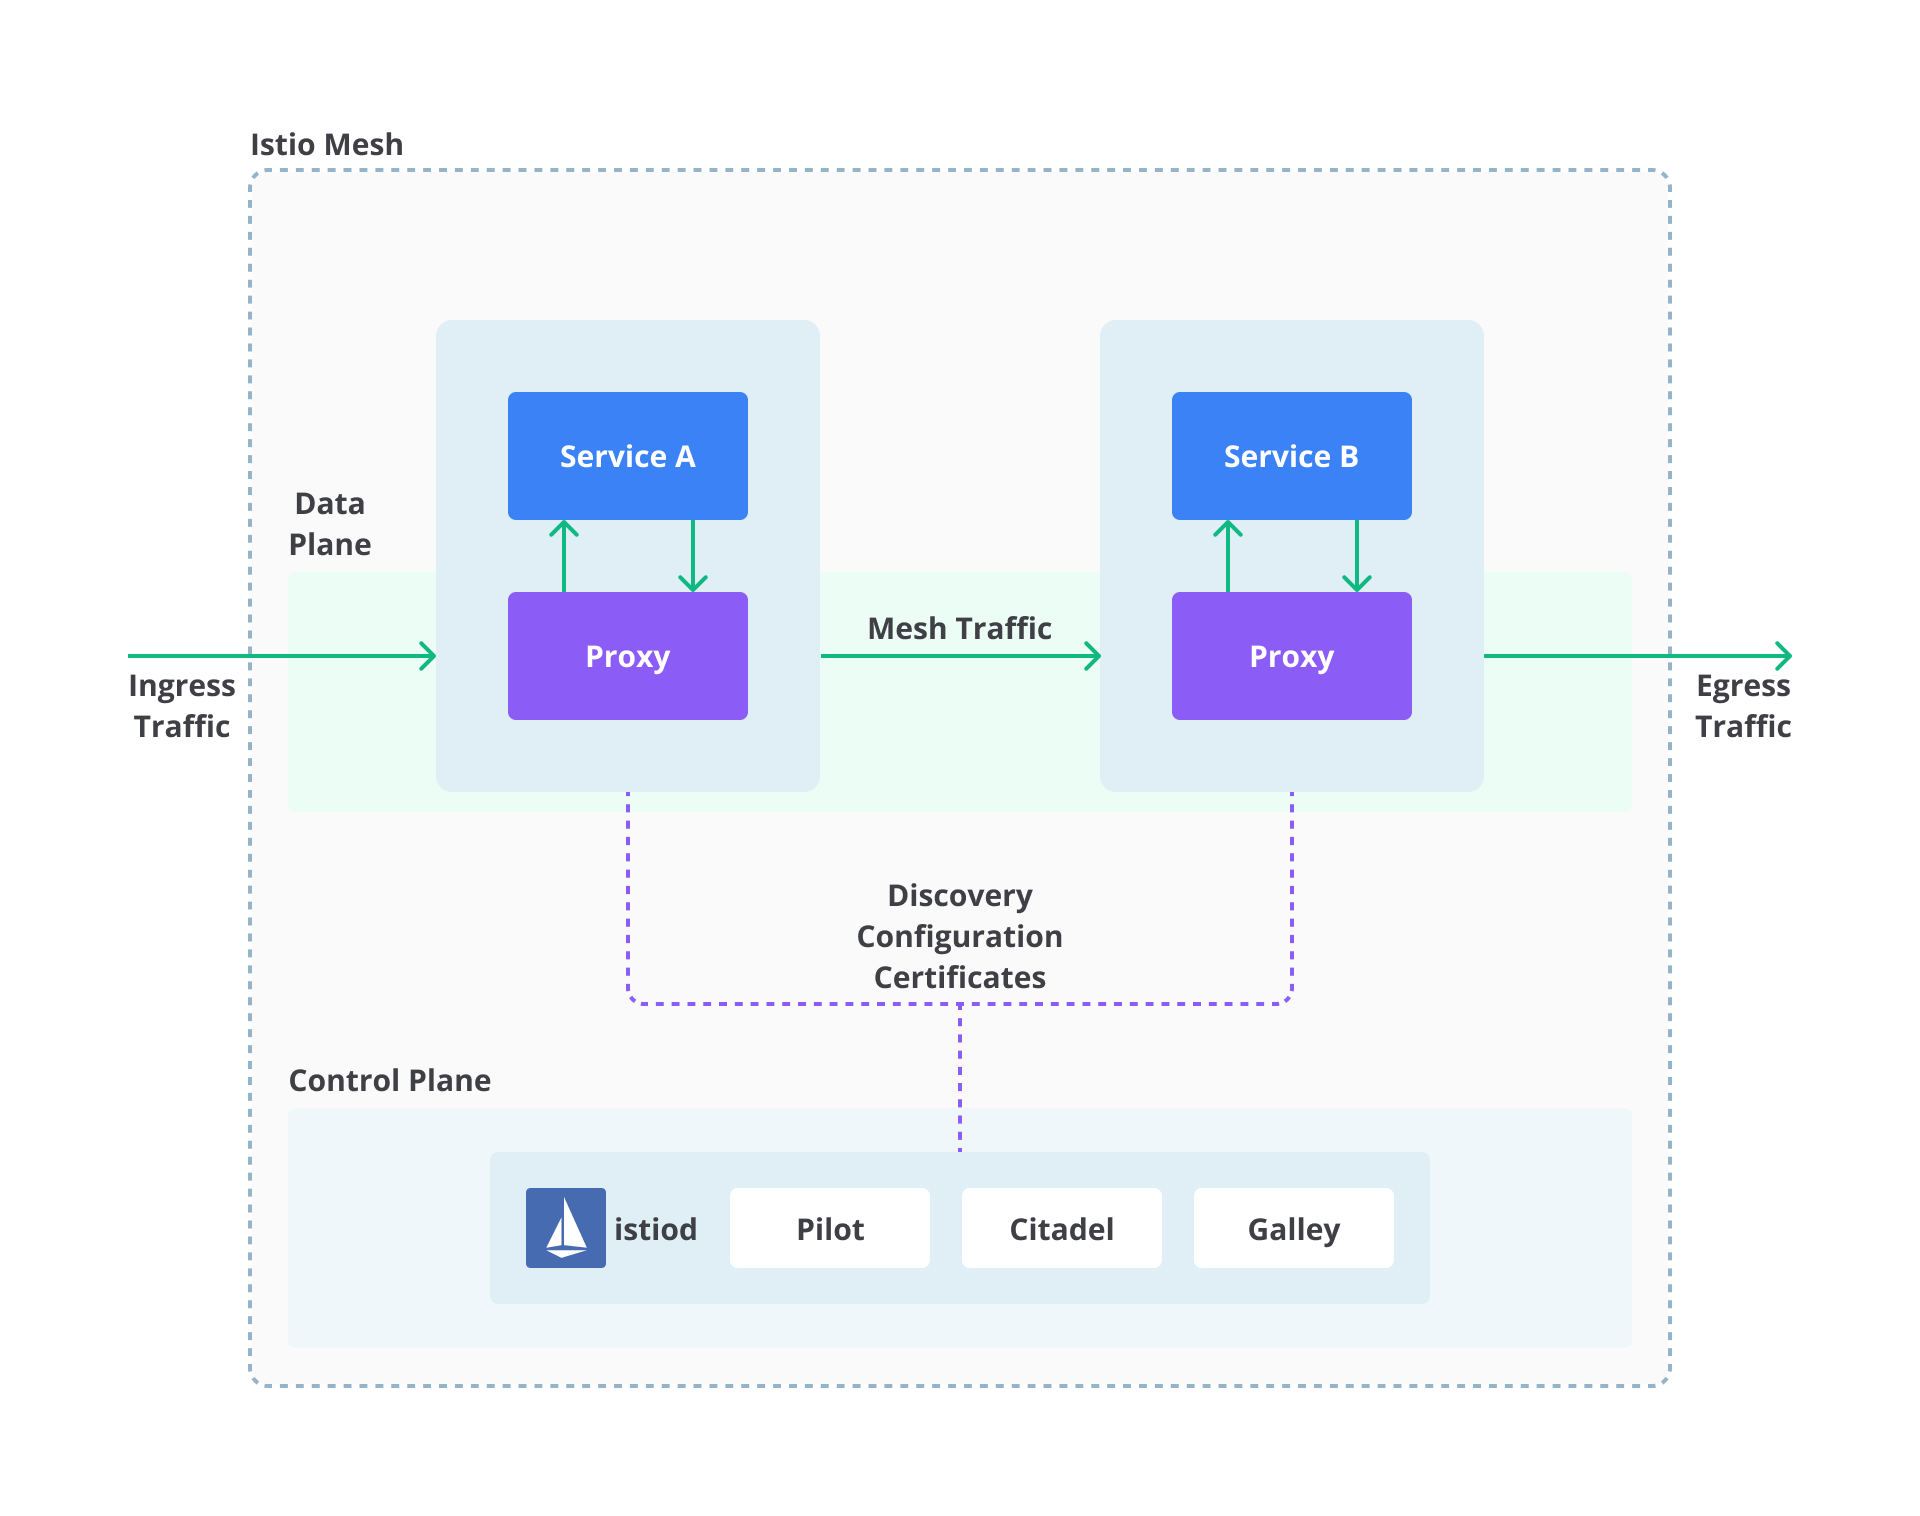 Istio Mesh
Service A
Service B
Data
Plane
Mesh Traffic
Proxy
Proxy
Ingress
Traffic
Egress
Traffic
Discovery
Configuration
Certificates
Control Plane
istiod
Pilot
Citadel
Galley